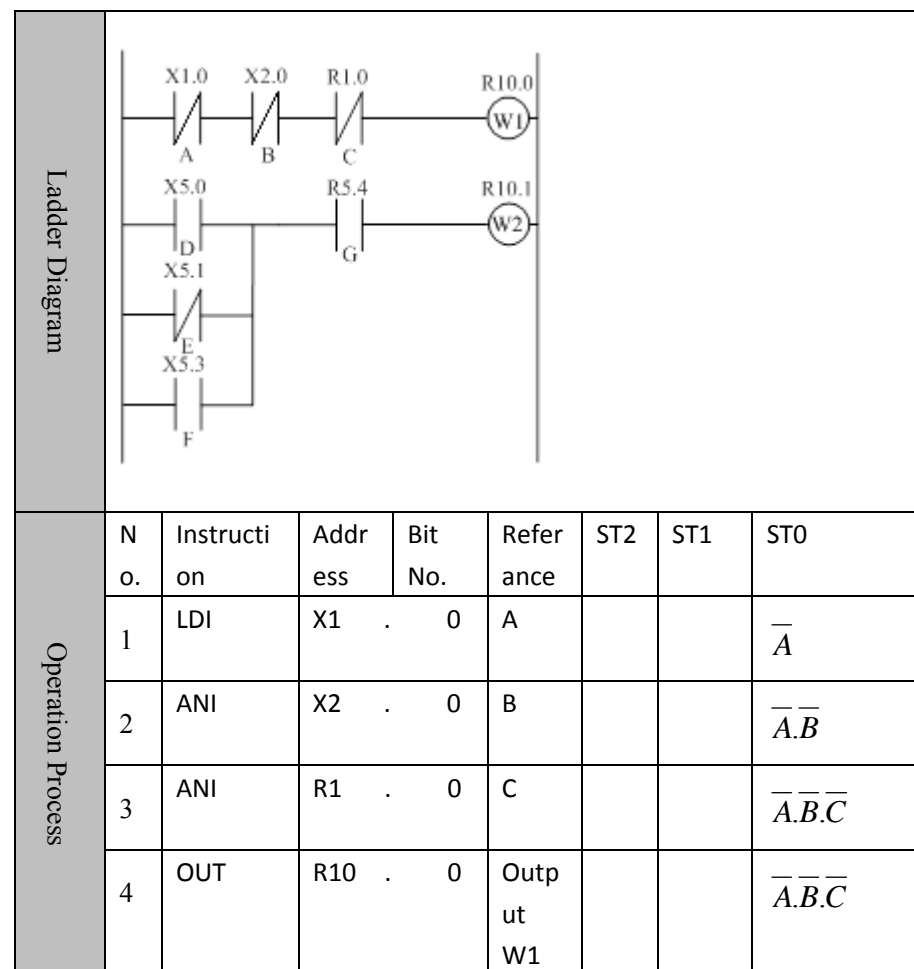 Ladder Diagram
X1.0 X2.0 R1.0 R10.0
W1
A B C
X5.0 R5.4 R10.1
W2
D G
X5.1
E
X5.3
F
Operation Process
N Instructi Addr Bit Refer ST2 ST1 ST0
o. on ess No. ance
1 LDI X1 . 0 A A̅
2 ANI X2 . 0 B A̅.B̅
3 ANI R1 . 0 C A̅.B̅.C̅
4 OUT R10 . 0 Outp A̅.B̅.C̅
ut
W1